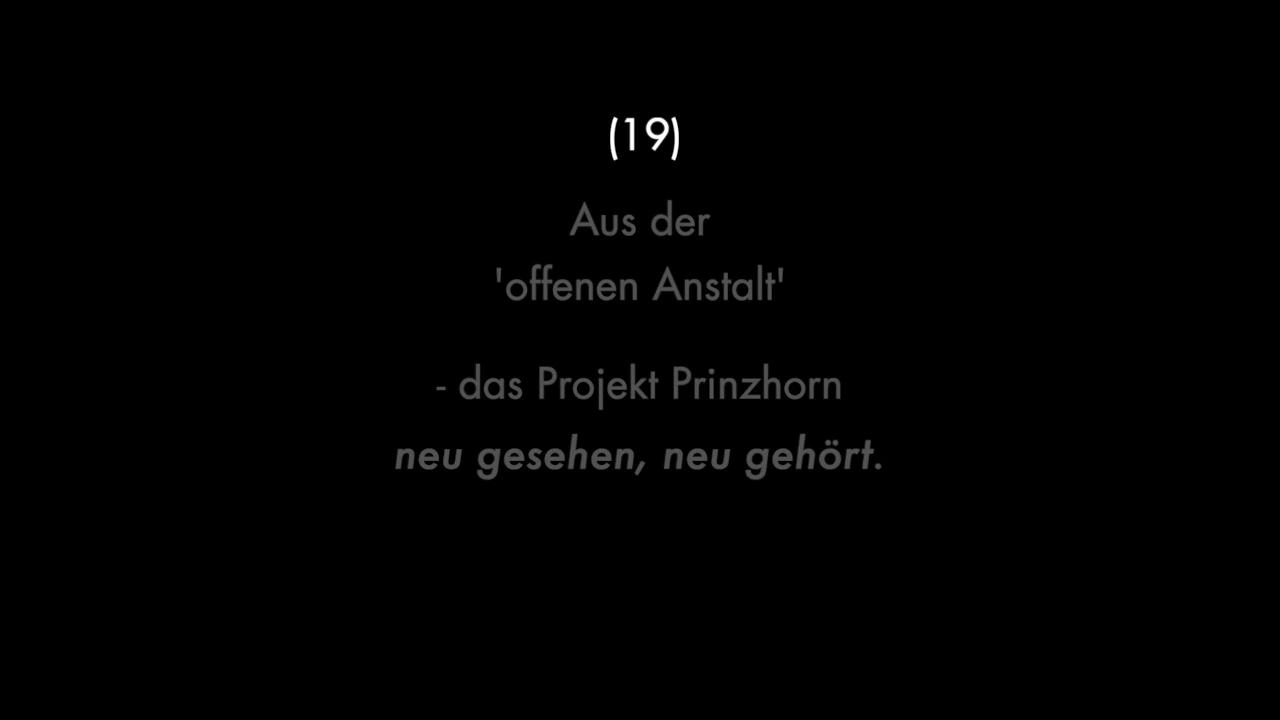 (19)
Aus der
'offenen Anstalt'
- das Projekt Prinzhorn
neu gesehen, neu gehört.